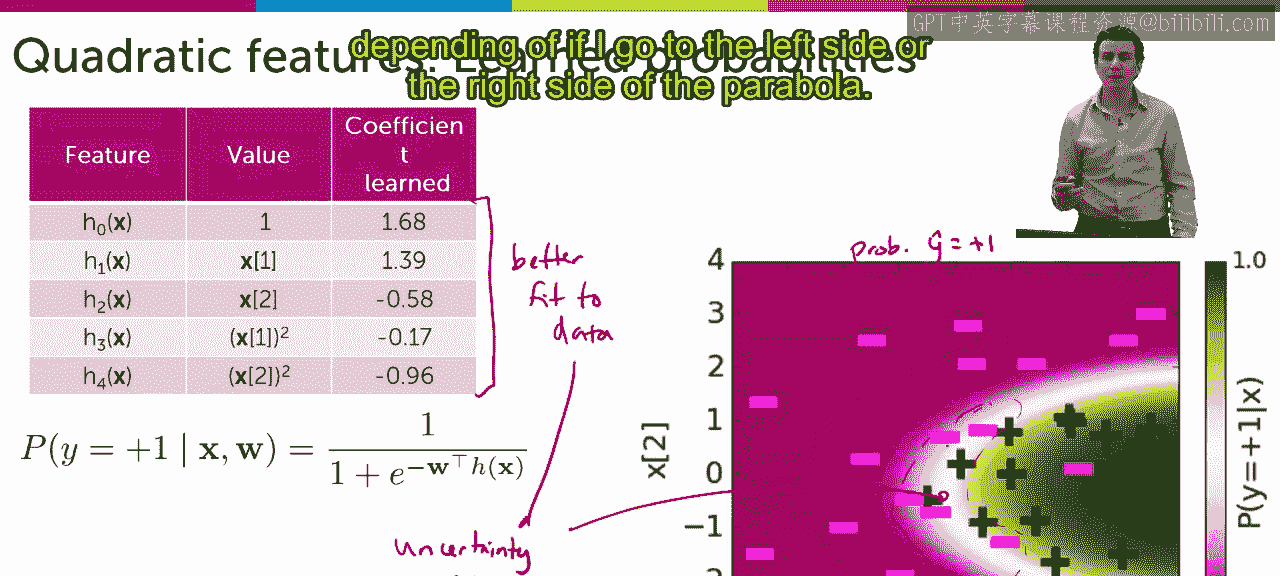 GPT中英字幕课程资源@bilibili.com
Quadratic features: Learned probabilities
depending of if I go to the left side or
the right side of the parabola.
Feature Value Coefficien
t
learned
h₀(x) 1 1.68
h₁(x) x[1] 1.39
h₂(x) x[2] -0.58
h₃(x) (x[1])² -0.17
h₄(x) (x[2])² -0.96
better
fit to
data
P(y = +1 | x, w) = 1 / (1 + e^{-w^⊤ h(x)})
uncertainty
prob. ŷ = +1
4
3
2
1
0
−1
x[2]
1.0
P(y=+1|x)